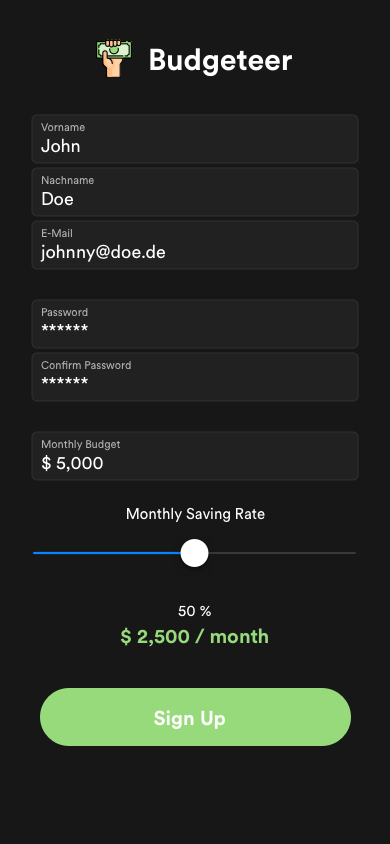 Budgeteer
Vorname
John
Nachname
Doe
E-Mail
johnny@doe.de
Password
******
Confirm Password
******
Monthly Budget
$ 5,000
Monthly Saving Rate
50 %
$ 2,500 / month
Sign Up